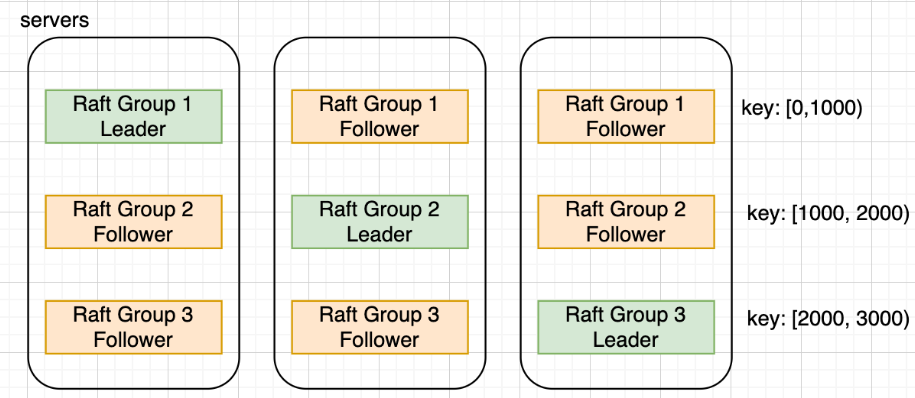 servers
Raft Group 1
Leader
Raft Group 1
Follower
Raft Group 1
Follower
key: [0,1000)
Raft Group 2
Follower
Raft Group 2
Leader
Raft Group 2
Follower
key: [1000, 2000)
Raft Group 3
Follower
Raft Group 3
Follower
Raft Group 3
Leader
key: [2000, 3000)